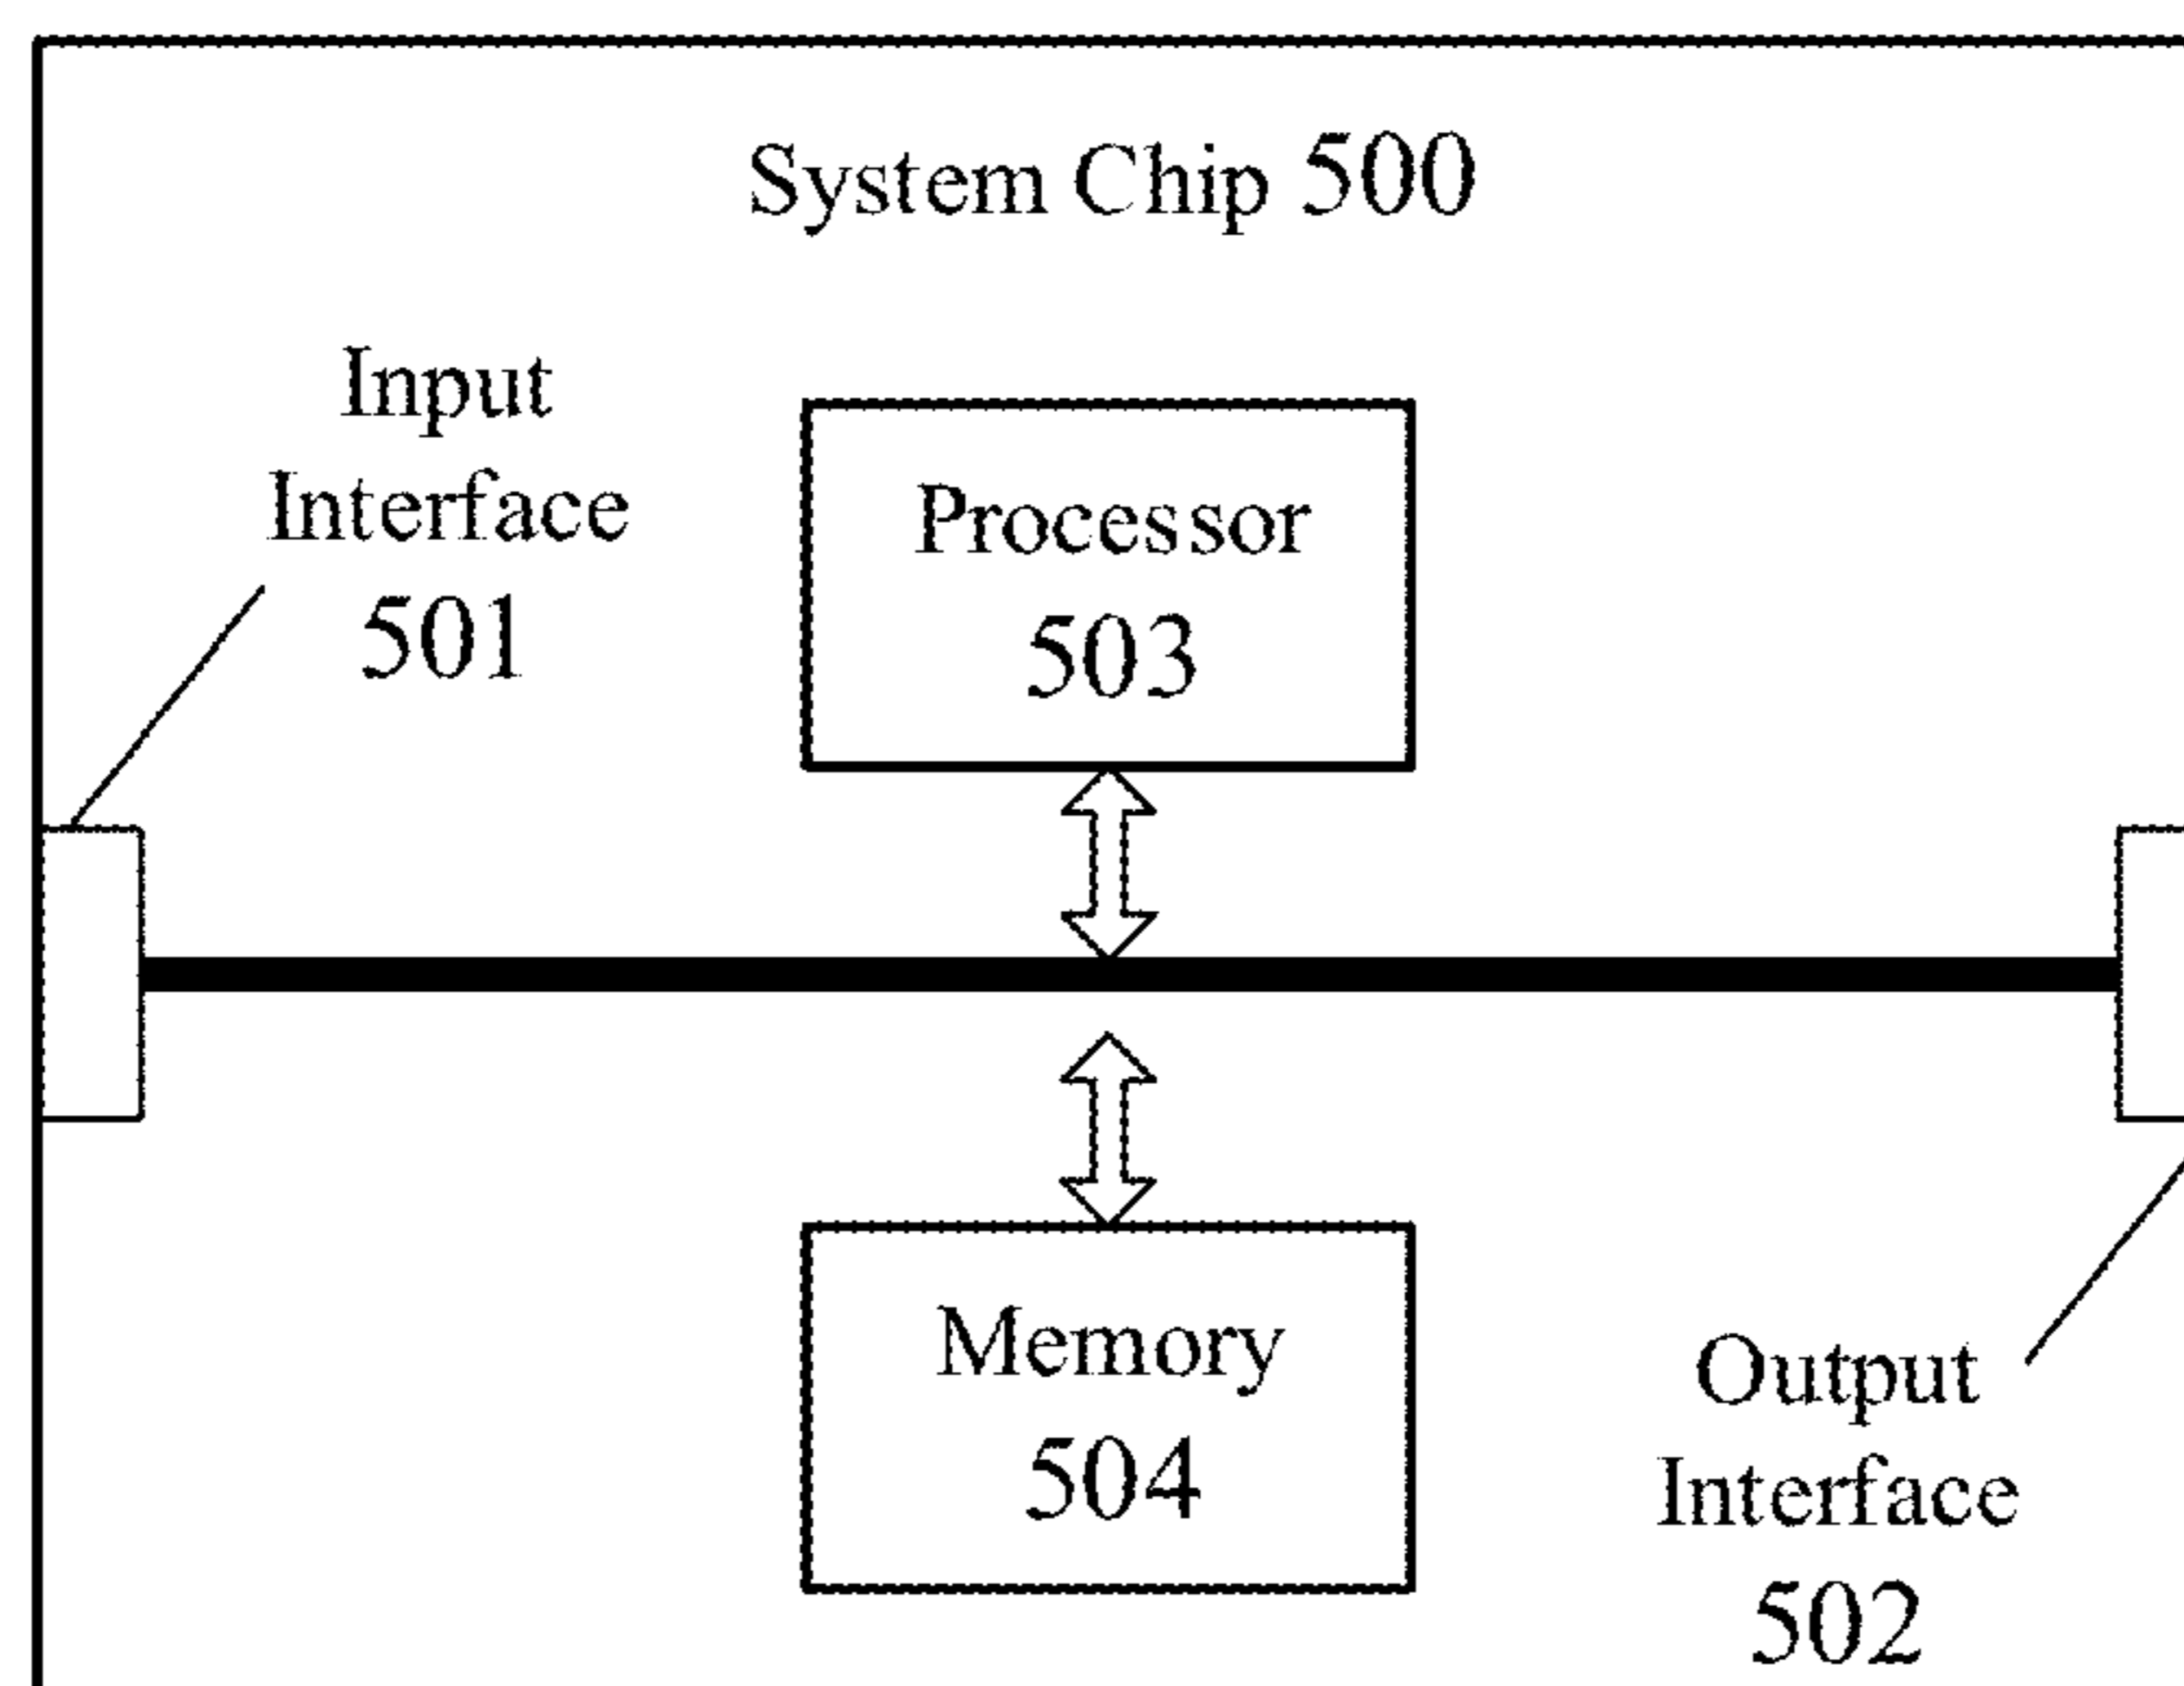 System Chip 500
Input
Interface
501
Processor
503
Memory
504
Output
Interface
502